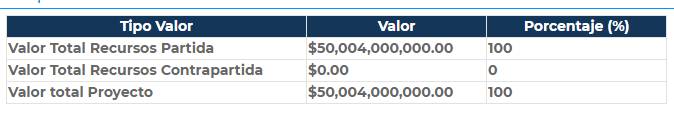 Tipo Valor Valor Porcentaje (%)
Valor Total Recursos Partida $50,004,000,000.00 100
Valor Total Recursos Contrapartida $0.00 0
Valor total Proyecto $50,004,000,000.00 100